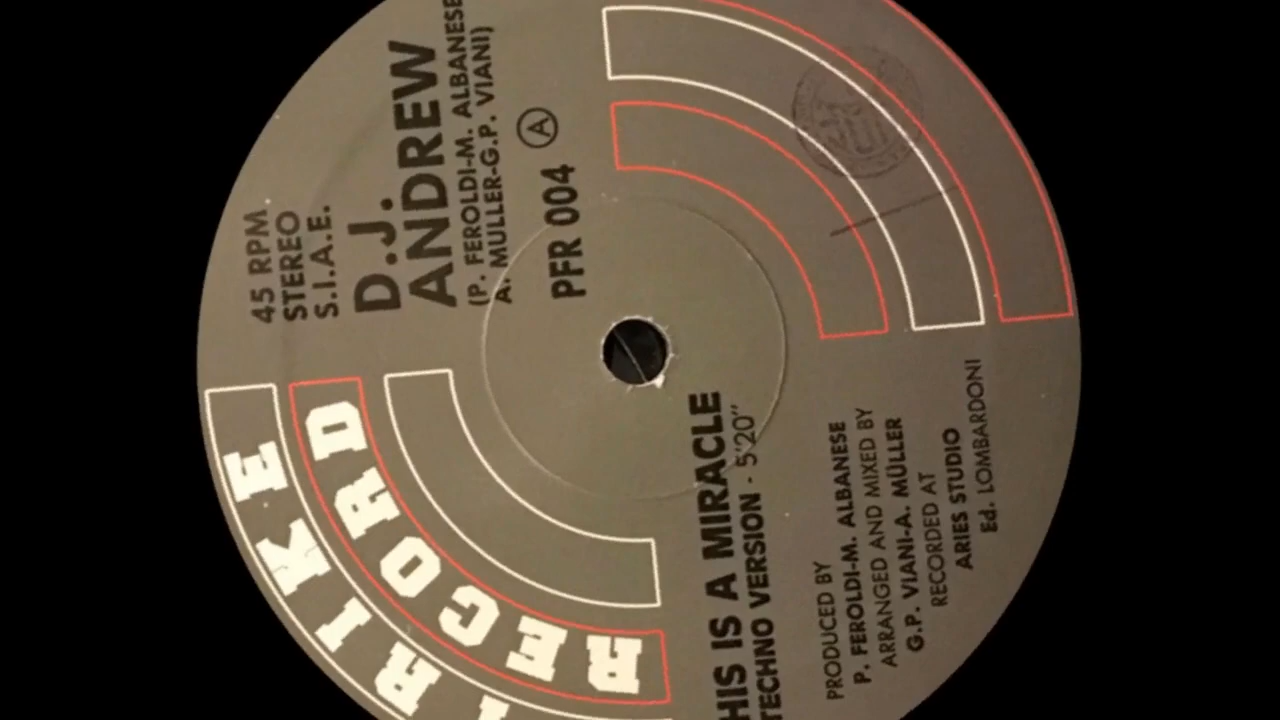 RIKE
RECORD
45 RPM.
STEREO
S.I.A.E.
D.J.
ANDREW
(P. FEROLDI-M. ALBANESE
A. MULLER-G.P. VIANI)
PFR 004 A
HIS IS A MIRACLE
TECHNO VERSION - 5'20"
PRODUCED BY
P. FEROLDI-M. ALBANESE
ARRANGED AND MIXED BY
G.P. VIANI-A. MÜLLER
RECORDED AT
ARIES STUDIO
Ed. LOMBARDONI